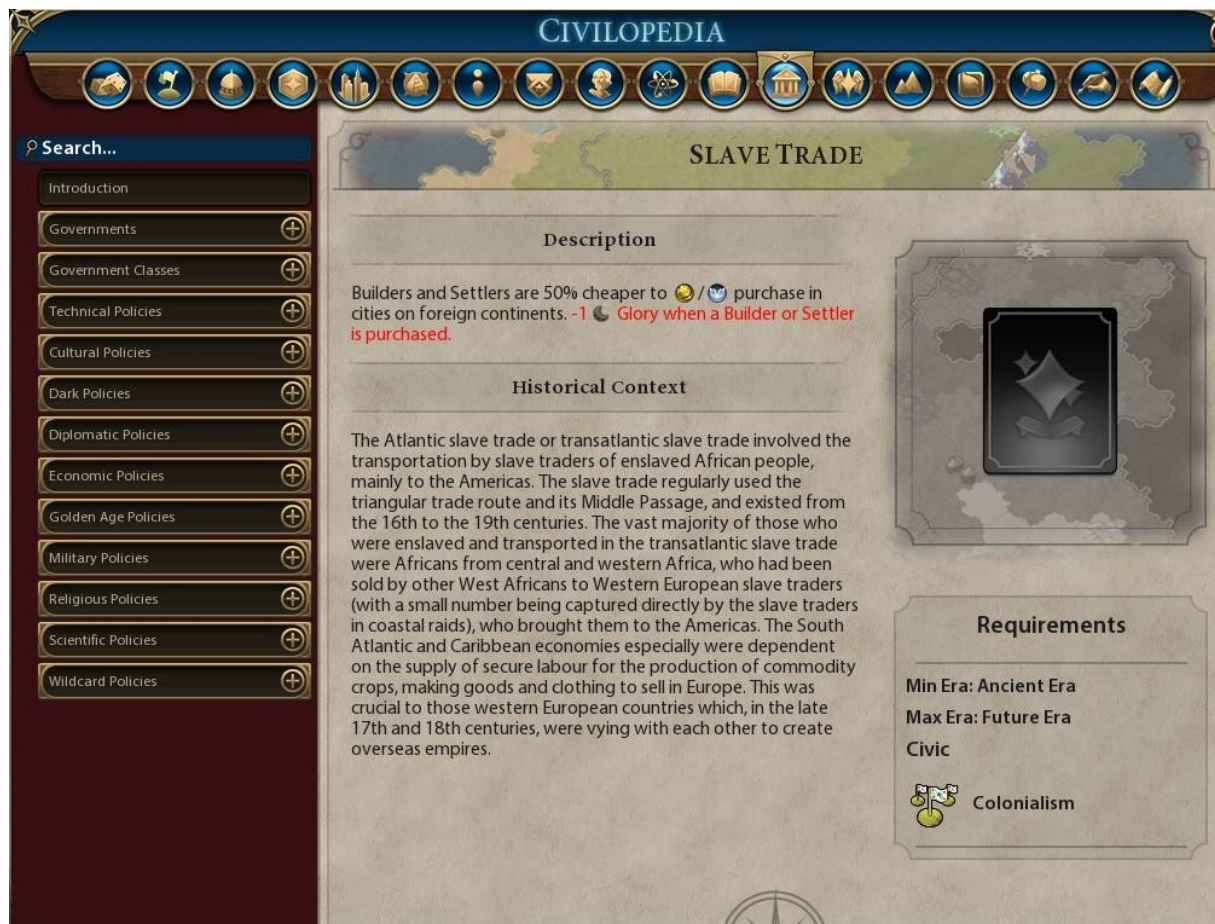 CIVILOPEDIA
Search...
Introduction
Governments
Government Classes
Technical Policies
Cultural Policies
Dark Policies
Diplomatic Policies
Economic Policies
Golden Age Policies
Military Policies
Religious Policies
Scientific Policies
Wildcard Policies
SLAVE TRADE
Description
Builders and Settlers are 50% cheaper to / purchase in
cities on foreign continents. -1 Glory when a Builder or Settler
is purchased.
Historical Context
The Atlantic slave trade or transatlantic slave trade involved the
transportation by slave traders of enslaved African people,
mainly to the Americas. The slave trade regularly used the
triangular trade route and its Middle Passage, and existed from
the 16th to the 19th centuries. The vast majority of those who
were enslaved and transported in the transatlantic slave trade
were Africans from central and western Africa, who had been
sold by other West Africans to Western European slave traders
(with a small number being captured directly by the slave traders
in coastal raids), who brought them to the Americas. The South
Atlantic and Caribbean economies especially were dependent
on the supply of secure labour for the production of commodity
crops, making goods and clothing to sell in Europe. This was
crucial to those western European countries which, in the late
17th and 18th centuries, were vying with each other to create
overseas empires.
Requirements
Min Era: Ancient Era
Max Era: Future Era
Civic
Colonialism